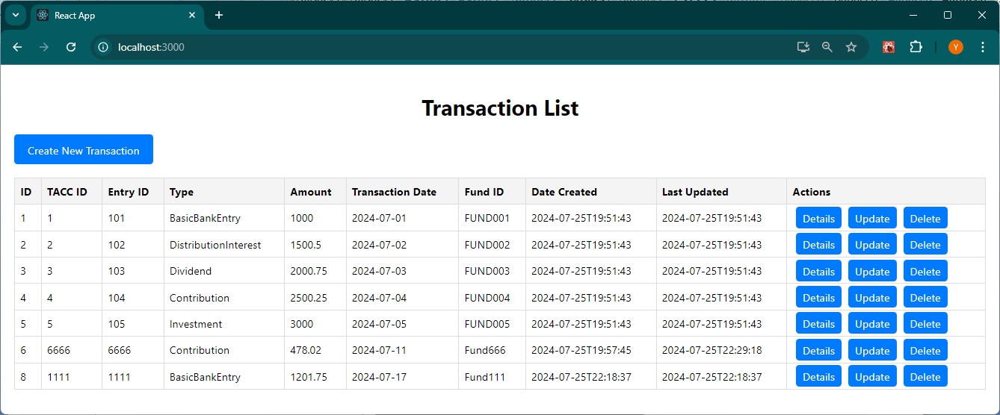 React App
localhost:3000
Y
Transaction List
Create New Transaction
ID TACC ID Entry ID Type Amount Transaction Date Fund ID Date Created Last Updated Actions
1 1 101 BasicBankEntry 1000 2024-07-01 FUND001 2024-07-25T19:51:43 2024-07-25T19:51:43 Details Update Delete
2 2 102 DistributionInterest 1500.5 2024-07-02 FUND002 2024-07-25T19:51:43 2024-07-25T19:51:43 Details Update Delete
3 3 103 Dividend 2000.75 2024-07-03 FUND003 2024-07-25T19:51:43 2024-07-25T19:51:43 Details Update Delete
4 4 104 Contribution 2500.25 2024-07-04 FUND004 2024-07-25T19:51:43 2024-07-25T19:51:43 Details Update Delete
5 5 105 Investment 3000 2024-07-05 FUND005 2024-07-25T19:51:43 2024-07-25T19:51:43 Details Update Delete
6 6666 6666 Contribution 478.02 2024-07-11 Fund666 2024-07-25T19:57:45 2024-07-25T22:29:18 Details Update Delete
8 1111 1111 BasicBankEntry 1201.75 2024-07-17 Fund111 2024-07-25T22:18:37 2024-07-25T22:18:37 Details Update Delete